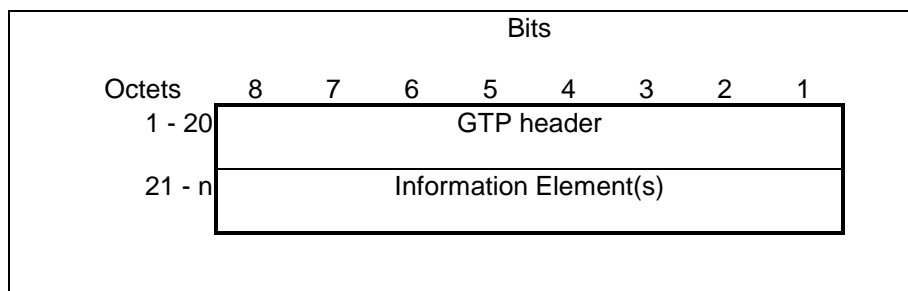 Bits
Octets 8 7 6 5 4 3 2 1
1 - 20 GTP header
21 - n Information Element(s)